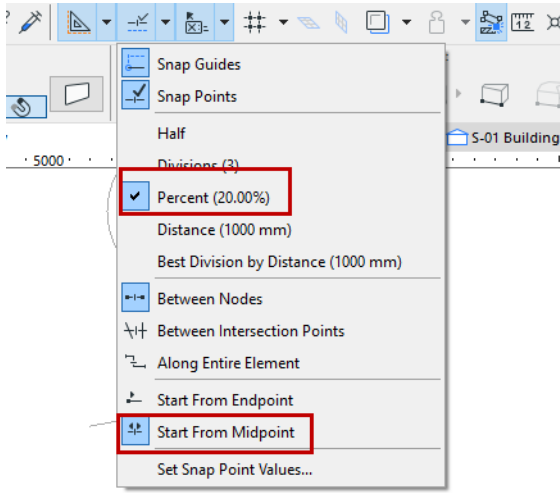 1 2
Snap Guides
Snap Points
S-01 Building
5000
Half
Divisions (3)
Percent (20.00%)
Distance (1000 mm)
Best Division by Distance (1000 mm)
Between Nodes
Between Intersection Points
Along Entire Element
Start From Endpoint
Start From Midpoint
Set Snap Point Values...